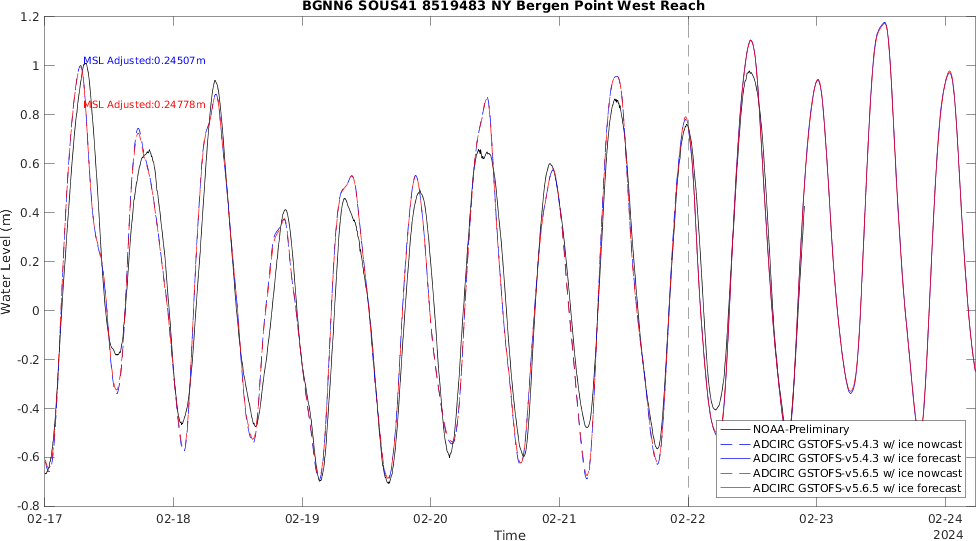 BGNN6 SOUS41 8519483 NY Bergen Point West Reach
1.2
1
0.8
0.6
0.4
0.2
0
-0.2
-0.4
-0.6
-0.8
Water Level (m)
MSL Adjusted:0.24507m
MSL Adjusted:0.24778m
NOAA-Preliminary
ADCIRC GSTOFS-v5.4.3 w/ ice nowcast
ADCIRC GSTOFS-v5.4.3 w/ ice forecast
ADCIRC GSTOFS-v5.6.5 w/ ice nowcast
ADCIRC GSTOFS-v5.6.5 w/ ice forecast
02-17 02-18 02-19 02-20 02-21 02-22 02-23 02-24
Time
2024